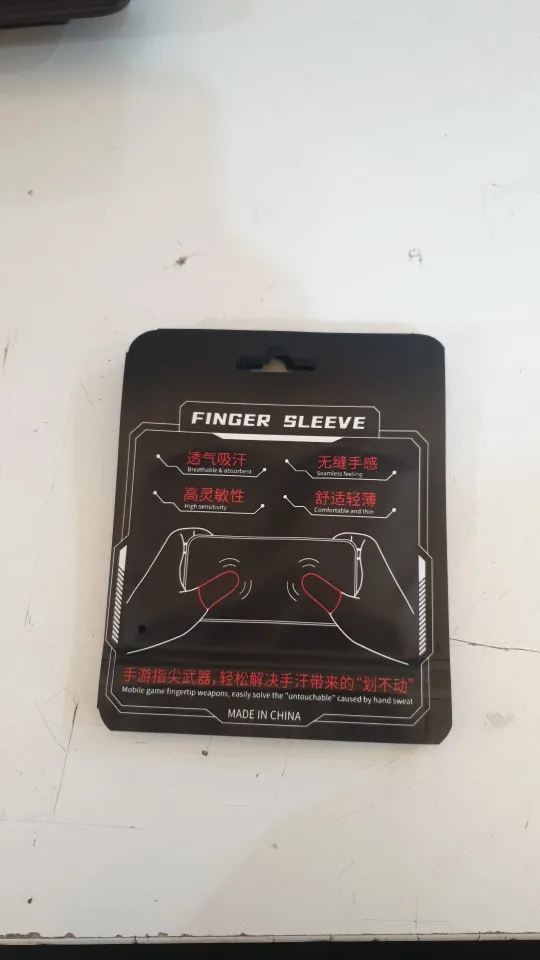 FINGER SLEEVE
透气吸汗
Breathable & absorbent
无缝手感
Seamless feeling
高灵敏性
High sensitivity
舒适轻薄
Comfortable and thin
手游指尖武器,轻松解决手汗带来的“划不动”
Mobile game fingertip weapons, easily solve the "untouchable" caused by hand sweat
MADE IN CHINA